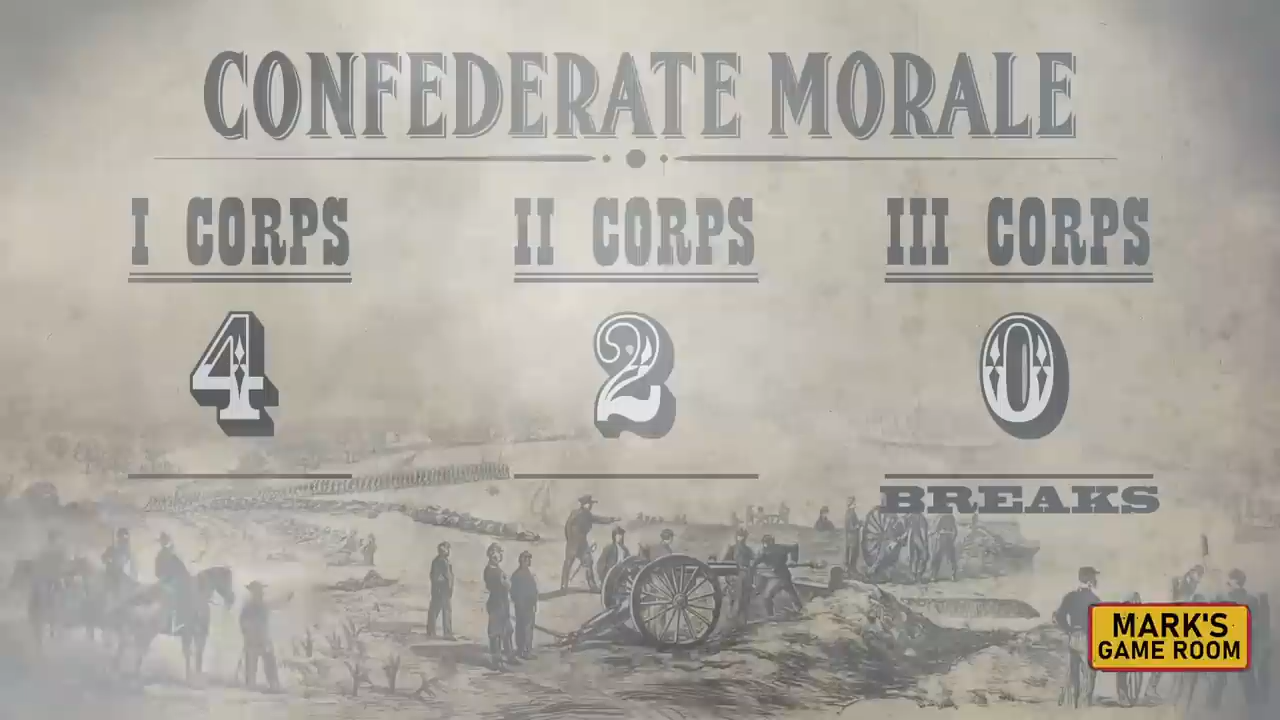 CONFEDERATE MORALE
I CORPS II CORPS III CORPS
4 2 0
BREAKS
MARK'S
GAME ROOM